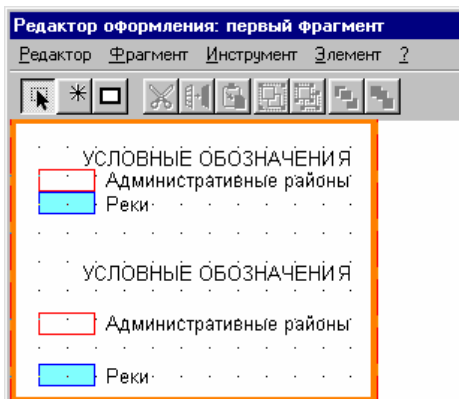 Редактор оформления: первый фрагмент
Редактор Фрагмент Инструмент Элемент ?
УСЛОВНЫЕ ОБОЗНАЧЕНИЯ
Административные районы
Реки
УСЛОВНЫЕ ОБОЗНАЧЕНИЯ
Административные районы
Реки